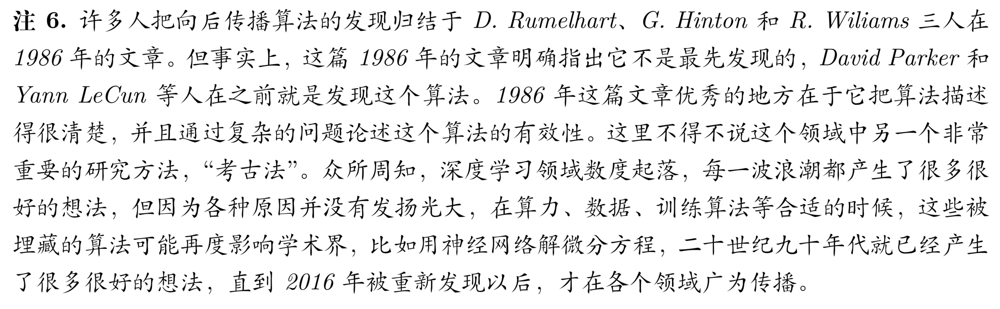 注 6. 许多人把向后传播算法的发现归结于 D. Rumelhart、G. Hinton 和 R. Wiliams 三人在
1986 年的文章。但事实上，这篇 1986 年的文章明确指出它不是最先发现的，David Parker 和
Yann LeCun 等人在之前就是发现这个算法。1986 年这篇文章优秀的地方在于它把算法描述
得很清楚，并且通过复杂的问题论述这个算法的有效性。这里不得不说这个领域中另一个非常
重要的研究方法，“考古法”。众所周知，深度学习领域数度起落，每一波浪潮都产生了很多很
好的想法，但因为各种原因并没有发扬光大，在算力、数据、训练算法等合适的时候，这些被
埋藏的算法可能再度影响学术界，比如用神经网络解微分方程，二十世纪九十年代就已经产生
了很多很好的想法，直到 2016 年被重新发现以后，才在各个领域广为传播。